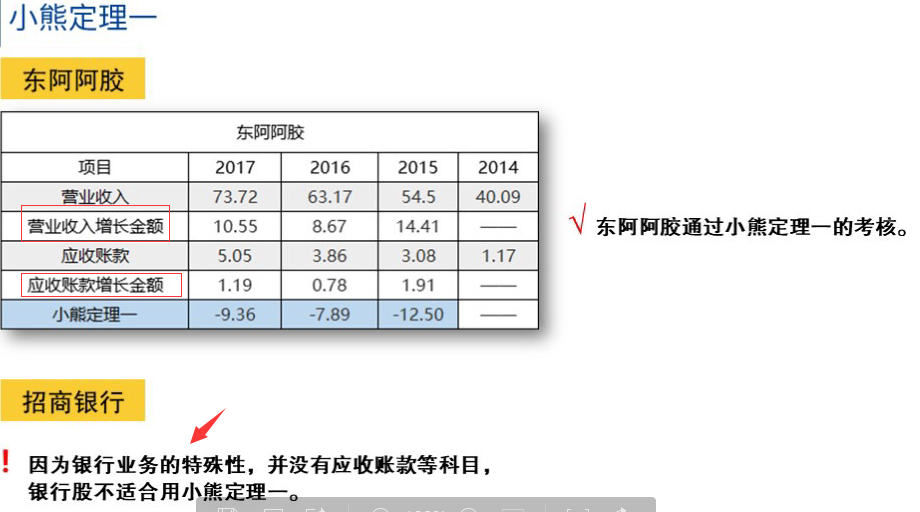 小熊定理一
东阿阿胶
东阿阿胶
项目 2017 2016 2015 2014
营业收入 73.72 63.17 54.5 40.09
营业收入增长金额 10.55 8.67 14.41 ——
应收账款 5.05 3.86 3.08 1.17
应收账款增长金额 1.19 0.78 1.91 ——
小熊定理一 -9.36 -7.89 -12.50 ——
√ 东阿阿胶通过小熊定理一的考核。
招商银行
! 因为银行业务的特殊性，并没有应收账款等科目，
银行股不适合用小熊定理一。